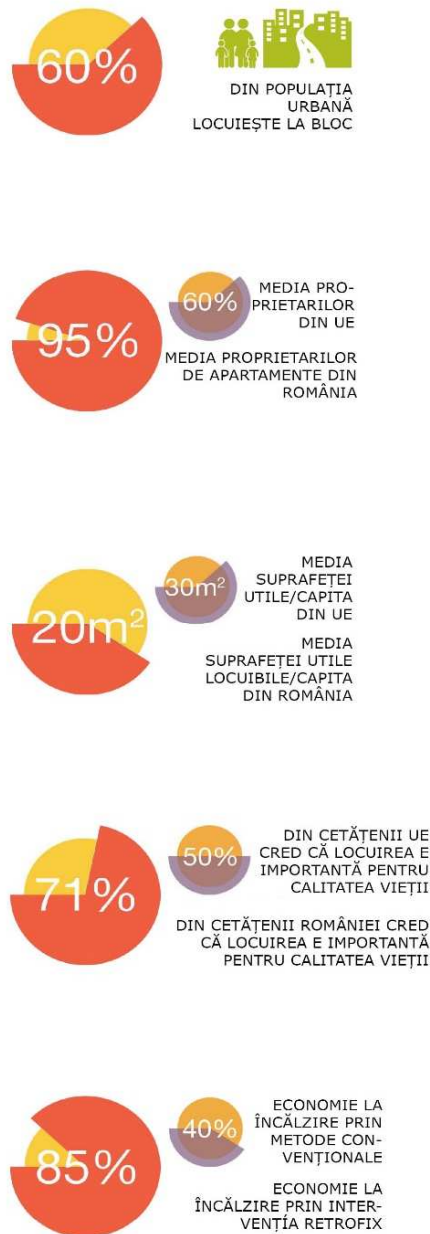 60%
DIN POPULAȚIA
URBANĂ
LOCUIEȘTE LA BLOC
95%
60%
MEDIA PRO-
PRIETARILOR
DIN UE
MEDIA PROPRIETARILOR
DE APARTAMENTE DIN
ROMÂNIA
20m²
30m²
MEDIA
SUPRAFEȚEI
UTILE/CAPITA
DIN UE
MEDIA
SUPRAFEȚEI UTILE
LOCUIBILE/CAPITA
DIN ROMÂNIA
71%
50%
DIN CETĂȚENII UE
CRED CĂ LOCUIREA E
IMPORTANTĂ PENTRU
CALITATEA VIEȚII
DIN CETĂȚENII ROMÂNIEI CRED
CĂ LOCUIREA E IMPORTANTĂ
PENTRU CALITATEA VIEȚII
85%
40%
ECONOMIE LA
ÎNCĂLZIRE PRIN
METODE CON-
VENȚIONALE
ECONOMIE LA
ÎNCĂLZIRE PRIN INTER-
VENȚÍA RETROFIX